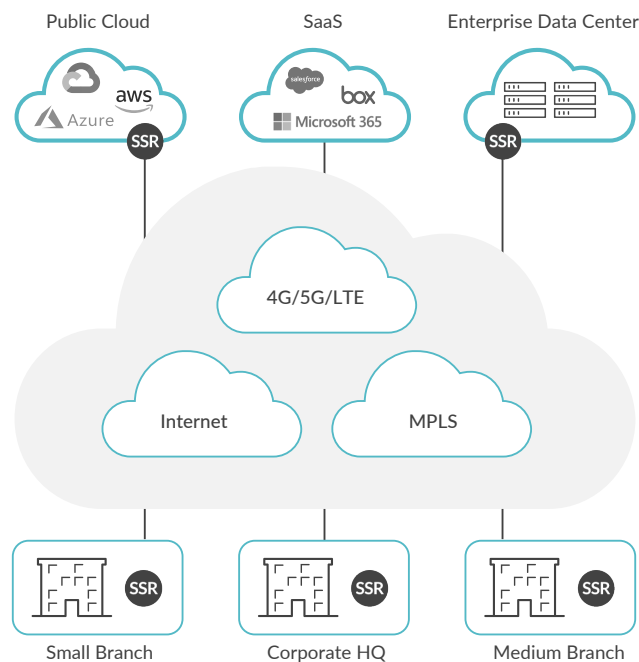 Public Cloud
SaaS
Enterprise Data Center
aws
Azure
SSR
salesforce
box
Microsoft 365
SSR
4G/5G/LTE
Internet
MPLS
SSR
SSR
SSR
Small Branch
Corporate HQ
Medium Branch